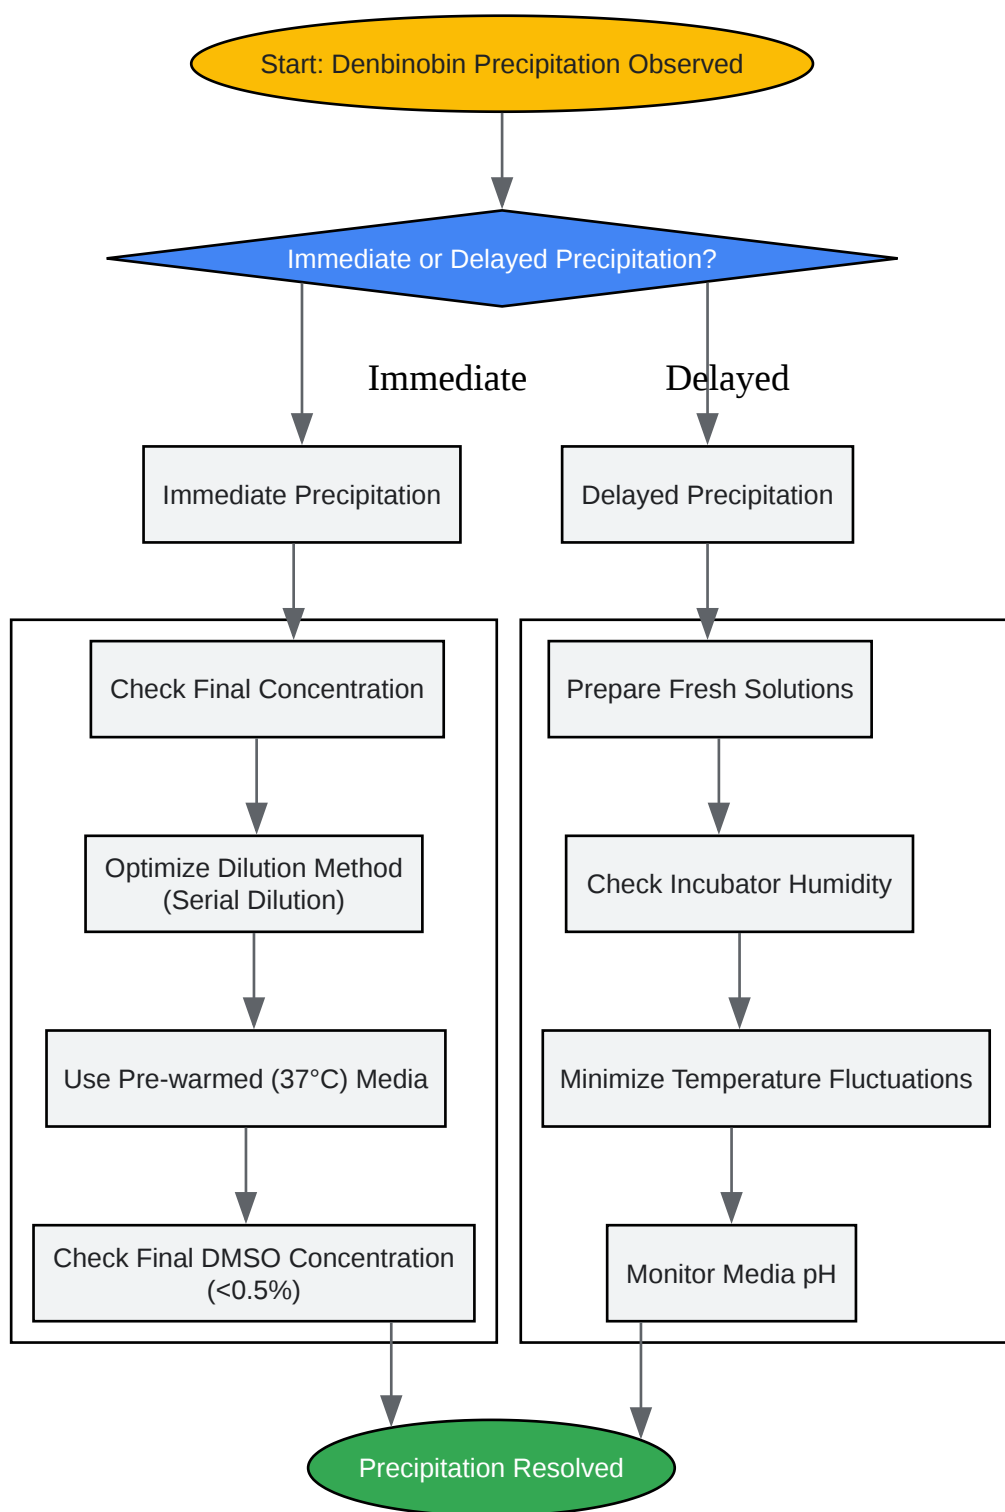 Start: Denbinobin Precipitation Observed
Immediate or Delayed Precipitation?
Immediate
Delayed
Immediate Precipitation
Delayed Precipitation
Check Final Concentration
Optimize Dilution Method
(Serial Dilution)
Use Pre-warmed (37°C) Media
Check Final DMSO Concentration
(<0.5%)
Prepare Fresh Solutions
Check Incubator Humidity
Minimize Temperature Fluctuations
Monitor Media pH
Precipitation Resolved